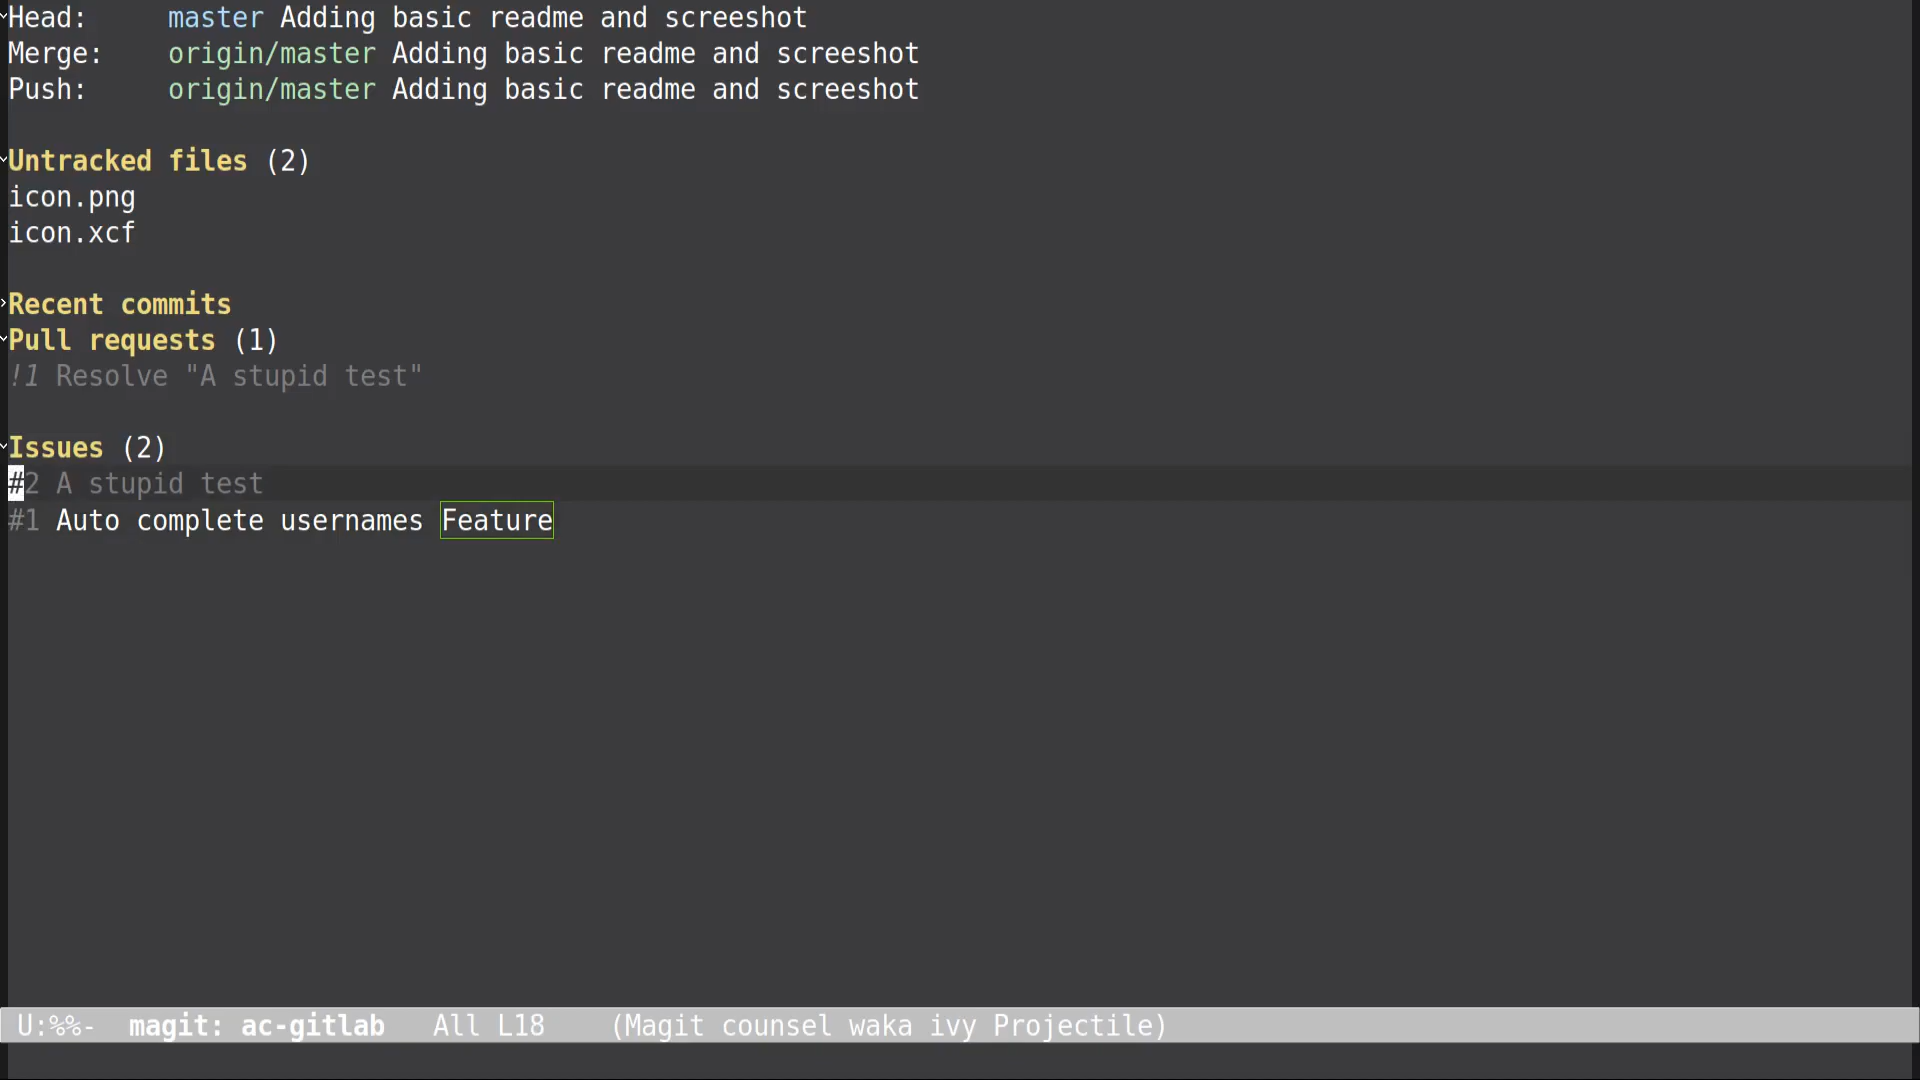 Head:     master Adding basic readme and screeshot
Merge:    origin/master Adding basic readme and screeshot
Push:     origin/master Adding basic readme and screeshot
Untracked files (2)
icon.png
icon.xcf
Recent commits
Pull requests (1)
!1 Resolve "A stupid test"
Issues (2)
#2 A stupid test
#1 Auto complete usernames Feature
U:%%-  magit: ac-gitlab   All L18    (Magit counsel waka ivy Projectile)